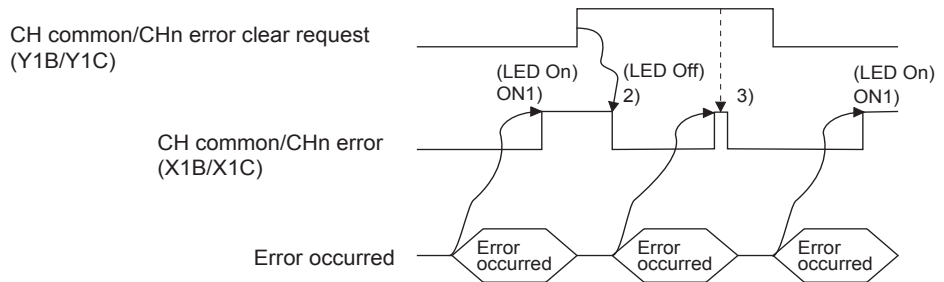 CH common/CHn error clear request
(Y1B/Y1C)
(LED On)
ON1)
(LED Off)
2)
3)
(LED On)
ON1)
CH common/CHn error
(X1B/X1C)
Error occurred
Error
occurred
Error
occurred
Error
occurred